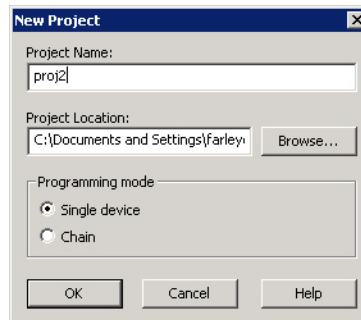 New Project
Project Name:
proj2
Project Location:
C:\Documents and Settings\farley
Browse...
Programming mode
Single device
Chain
OK
Cancel
Help